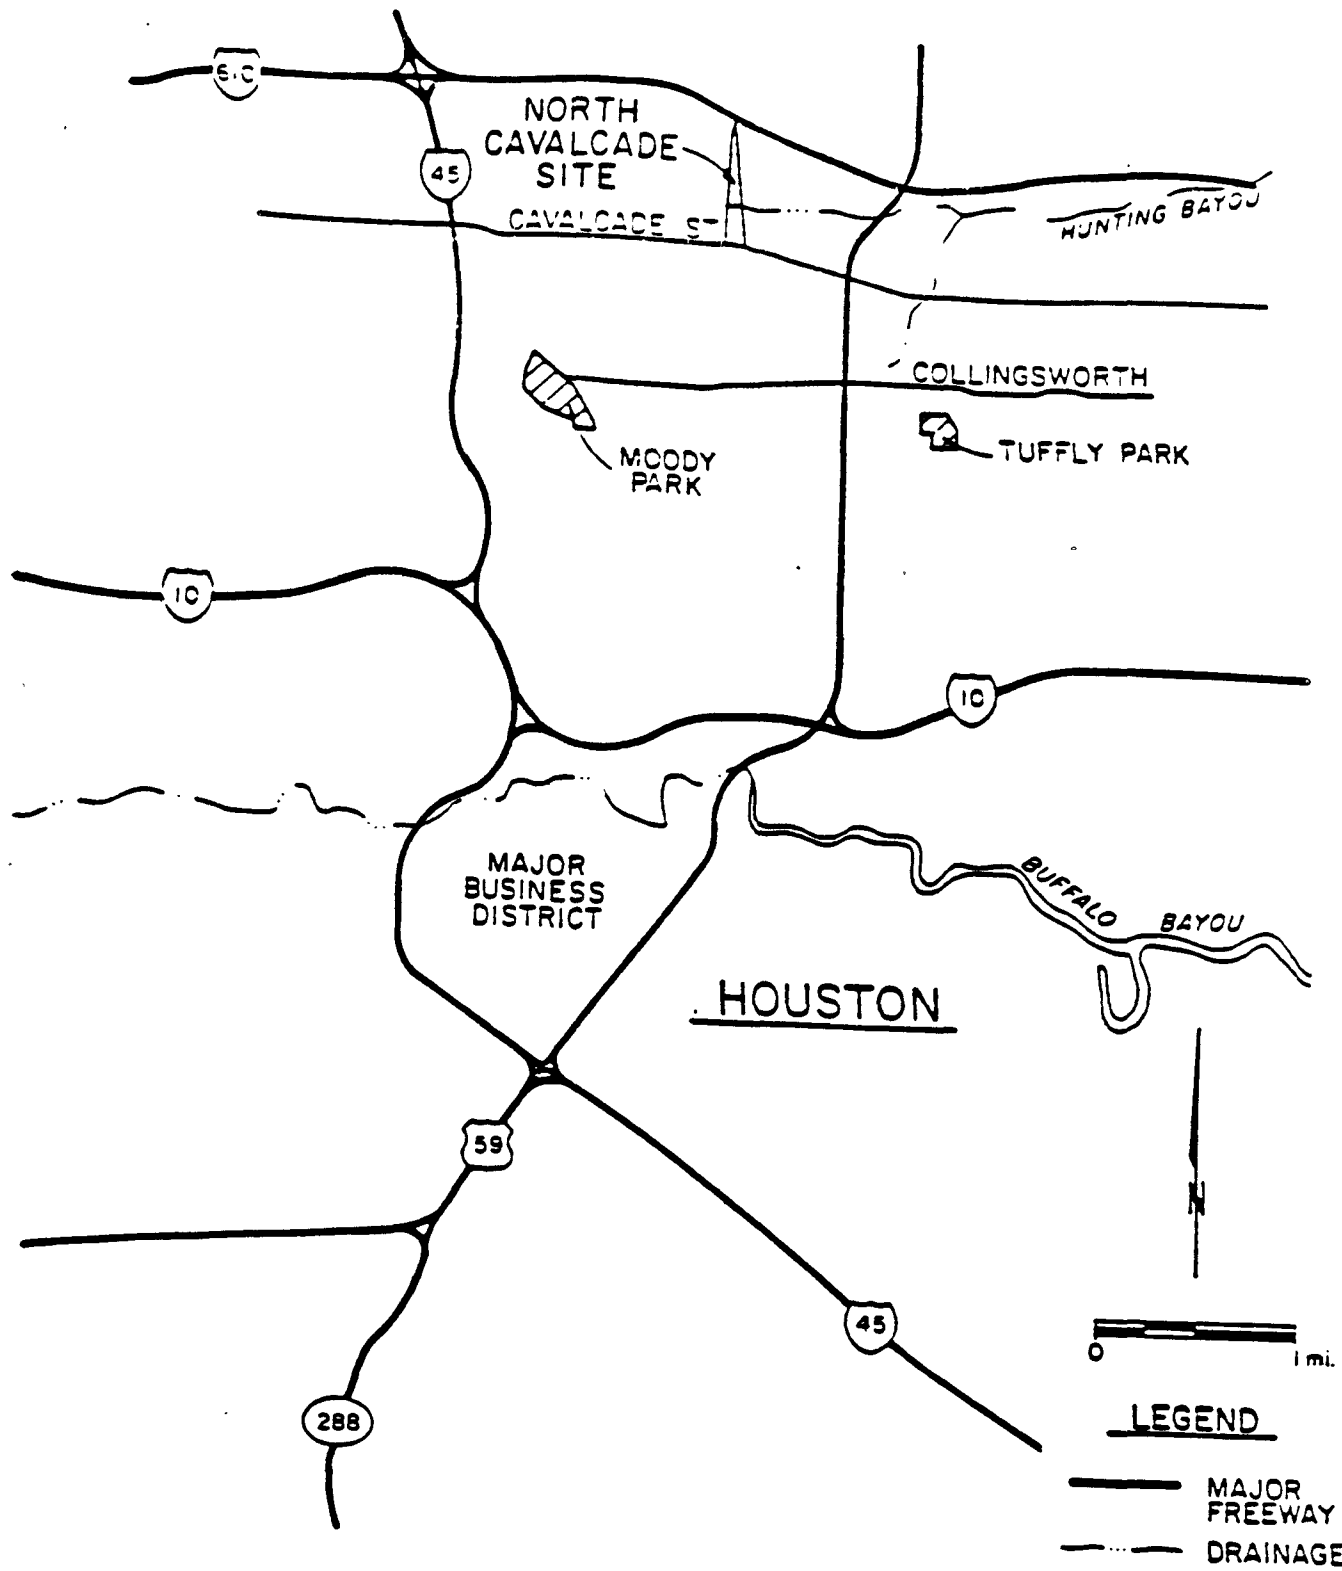 610
NORTH
CAVALCADE
SITE
45
CAVALCADE ST
HUNTING BAYOU
COLLINGSWORTH
MOODY
PARK
TUFFLY PARK
10
10
MAJOR
BUSINESS
DISTRICT
BUFFALO BAYOU
HOUSTON
59
N
45
0
1 mi.
288
LEGEND
MAJOR
FREEWAY
DRAINAGE